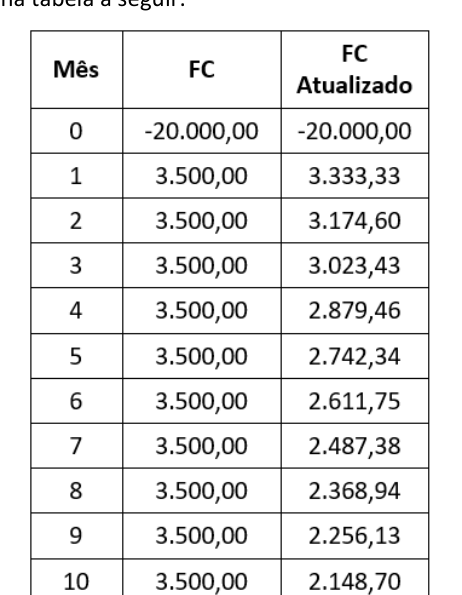 na tabela a seguir:
Mês FC FC Atualizado
0 -20.000,00 -20.000,00
1 3.500,00 3.333,33
2 3.500,00 3.174,60
3 3.500,00 3.023,43
4 3.500,00 2.879,46
5 3.500,00 2.742,34
6 3.500,00 2.611,75
7 3.500,00 2.487,38
8 3.500,00 2.368,94
9 3.500,00 2.256,13
10 3.500,00 2.148,70